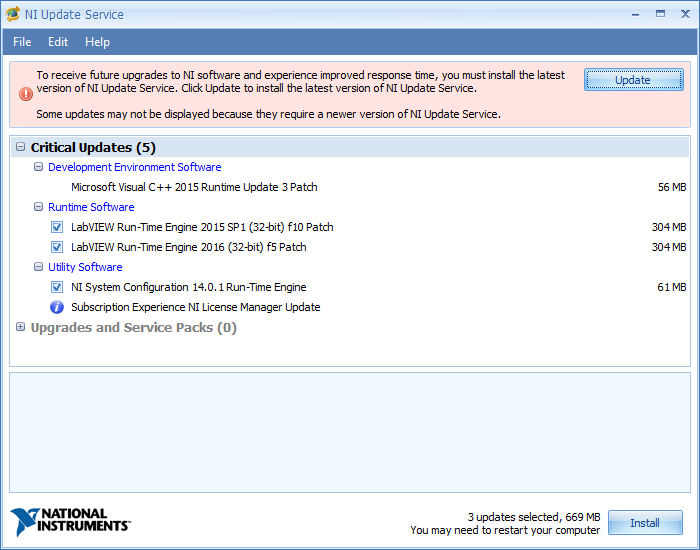 NI Update Service
File Edit Help
To receive future upgrades to NI software and experience improved response time, you must install the latest
version of NI Update Service. Click Update to install the latest version of NI Update Service.
Update
Some updates may not be displayed because they require a newer version of NI Update Service.
Critical Updates (5)
Development Environment Software
Microsoft Visual C++ 2015 Runtime Update 3 Patch 56 MB
Runtime Software
LabVIEW Run-Time Engine 2015 SP1 (32-bit) f10 Patch 304 MB
LabVIEW Run-Time Engine 2016 (32-bit) f5 Patch 304 MB
Utility Software
NI System Configuration 14.0.1 Run-Time Engine 61 MB
Subscription Experience NI License Manager Update
Upgrades and Service Packs (0)
NATIONAL
INSTRUMENTS
3 updates selected, 669 MB
You may need to restart your computer
Install